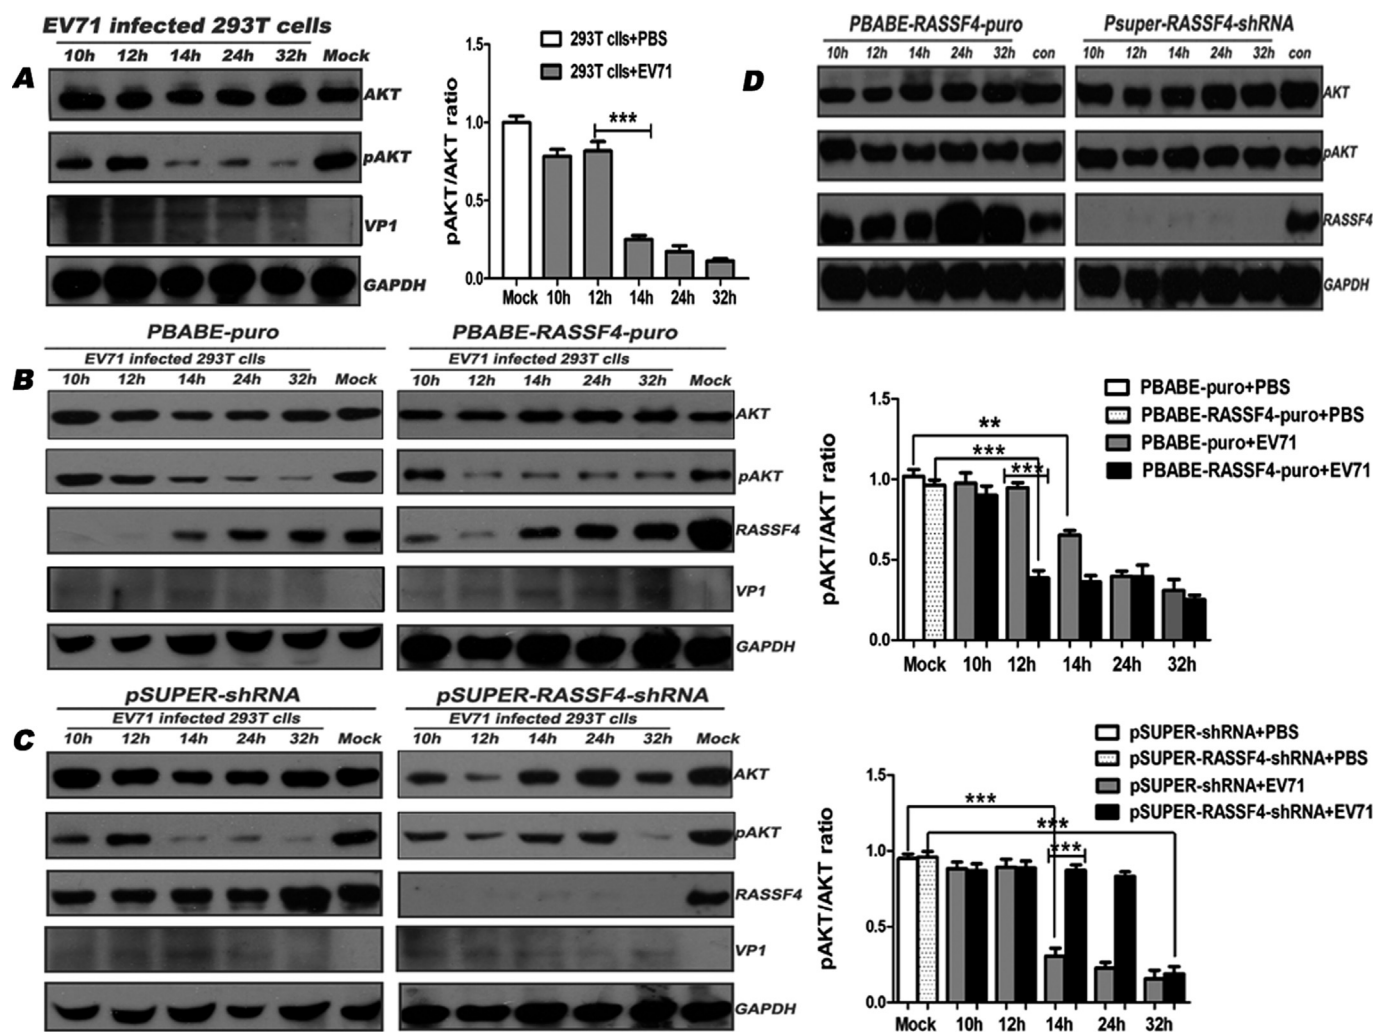 EV71 infected 293T cells
10h 12h 14h 24h 32h Mock
A
AKT
pAKT
VP1
GAPDH
pAKT/AKT ratio
1.5
1.0
0.5
0.0
293T clls+PBS
293T clls+EV71
***
Mock 10h 12h 14h 24h 32h
PBABE-RASSF4-puro Psuper-RASSF4-shRNA
10h 12h 14h 24h 32h con 10h 12h 14h 24h 32h con
D
AKT
pAKT
RASSF4
GAPDH
PBABE-puro PBABE-RASSF4-puro
EV71 infected 293T clls EV71 infected 293T clls
B
10h 12h 14h 24h 32h Mock 10h 12h 14h 24h 32h Mock
AKT
pAKT
RASSF4
VP1
GAPDH
pAKT/AKT ratio
1.5
1.0
0.5
0.0
PBABE-puro+PBS
PBABE-RASSF4-puro+PBS
PBABE-puro+EV71
PBABE-RASSF4-puro+EV71
**
***
***
Mock 10h 12h 14h 24h 32h
pSUPER-shRNA pSUPER-RASSF4-shRNA
EV71 infected 293T clls EV71 infected 293T clls
C
10h 12h 14h 24h 32h Mock 10h 12h 14h 24h 32h Mock
AKT
pAKT
RASSF4
VP1
GAPDH
pAKT/AKT ratio
1.5
1.0
0.5
0.0
pSUPER-shRNA+PBS
pSUPER-RASSF4-shRNA+PBS
pSUPER-shRNA+EV71
pSUPER-RASSF4-shRNA+EV71
***
***
***
Mock 10h 12h 14h 24h 32h